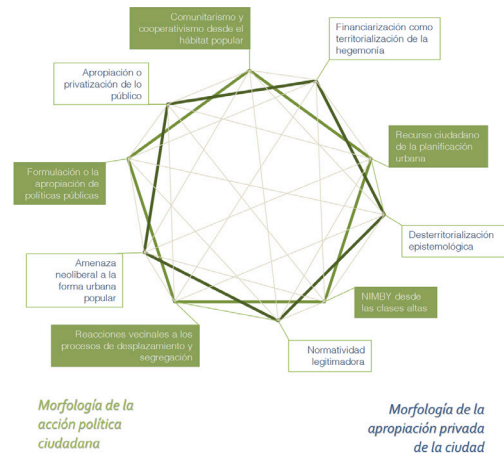 Comunitarismo y
cooperativismo desde el
hábitat popular
Financiarización como
territorialización de la
hegemonía
Apropiación o
privatización de lo
público
Recurso ciudadano
de la planificación
urbana
Formulación o la
apropiación de
políticas públicas
Desterritorialización
epistemológica
Amenaza
neoliberal a la
forma urbana
popular
NIMBY desde
las clases altas
Reacciones vecinales a los
procesos de desplazamiento y
segregación
Normatividad
legitimadora
Morfología de la
acción política
ciudadana
Morfología de la
apropiación privada
de la ciudad